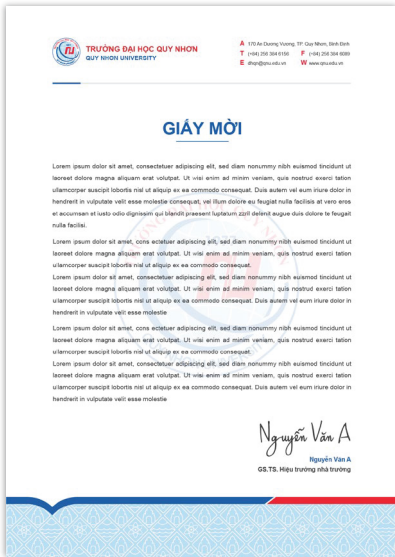 TRƯỜNG ĐẠI HỌC QUY NHƠN
QUY NHON UNIVERSITY
A 170 An Dương Vương, TP. Quy Nhơn, Bình Định
T (+84) 256 384 6156 F (+84) 256 384 6089
E dhqn@qnu.edu.vn W www.qnu.edu.vn
GIẤY MỜI
Lorem ipsum dolor sit amet, consectetuer adipiscing elit, sed diam nonummy nibh euismod tincidunt ut
laoreet dolore magna aliquam erat volutpat. Ut wisi enim ad minim veniam, quis nostrud exerci tation
ullamcorper suscipit lobortis nisl ut aliquip ex ea commodo consequat. Duis autem vel eum iriure dolor in
hendrerit in vulputate velit esse molestie consequat, vel illum dolore eu feugiat nulla facilisis at vero eros
et accumsan et iusto odio dignissim qui blandit praesent luptatum zzril delenit augue duis dolore te feugait
nulla facilisi.
Lorem ipsum dolor sit amet, cons ectetuer adipiscing elit, sed diam nonummy nibh euismod tincidunt ut
laoreet dolore magna aliquam erat volutpat. Ut wisi enim ad minim veniam, quis nostrud exerci tation
ullamcorper suscipit lobortis nisl ut aliquip ex ea commodo consequat.
Lorem ipsum dolor sit amet, consectetuer adipiscing elit, sed diam nonummy nibh euismod tincidunt ut
laoreet dolore magna aliquam erat volutpat. Ut wisi enim ad minim veniam, quis nostrud exerci tation
ullamcorper suscipit lobortis nisl ut aliquip ex ea commodo consequat. Duis autem vel eum iriure dolor in
hendrerit in vulputate velit esse molestie
Lorem ipsum dolor sit amet, cons ectetuer adipiscing elit, sed diam nonummy nibh euismod tincidunt ut
laoreet dolore magna aliquam erat volutpat. Ut wisi enim ad minim veniam, quis nostrud exerci tation
ullamcorper suscipit lobortis nisl ut aliquip ex ea commodo consequat.
Lorem ipsum dolor sit amet, consectetuer adipiscing elit, sed diam nonummy nibh euismod tincidunt ut
laoreet dolore magna aliquam erat volutpat. Ut wisi enim ad minim veniam, quis nostrud exerci tation
ullamcorper suscipit lobortis nisl ut aliquip ex ea commodo consequat. Duis autem vel eum iriure dolor in
hendrerit in vulputate velit esse molestie
Nguyễn Văn A
Nguyễn Văn A
GS.TS. Hiệu trưởng nhà trường